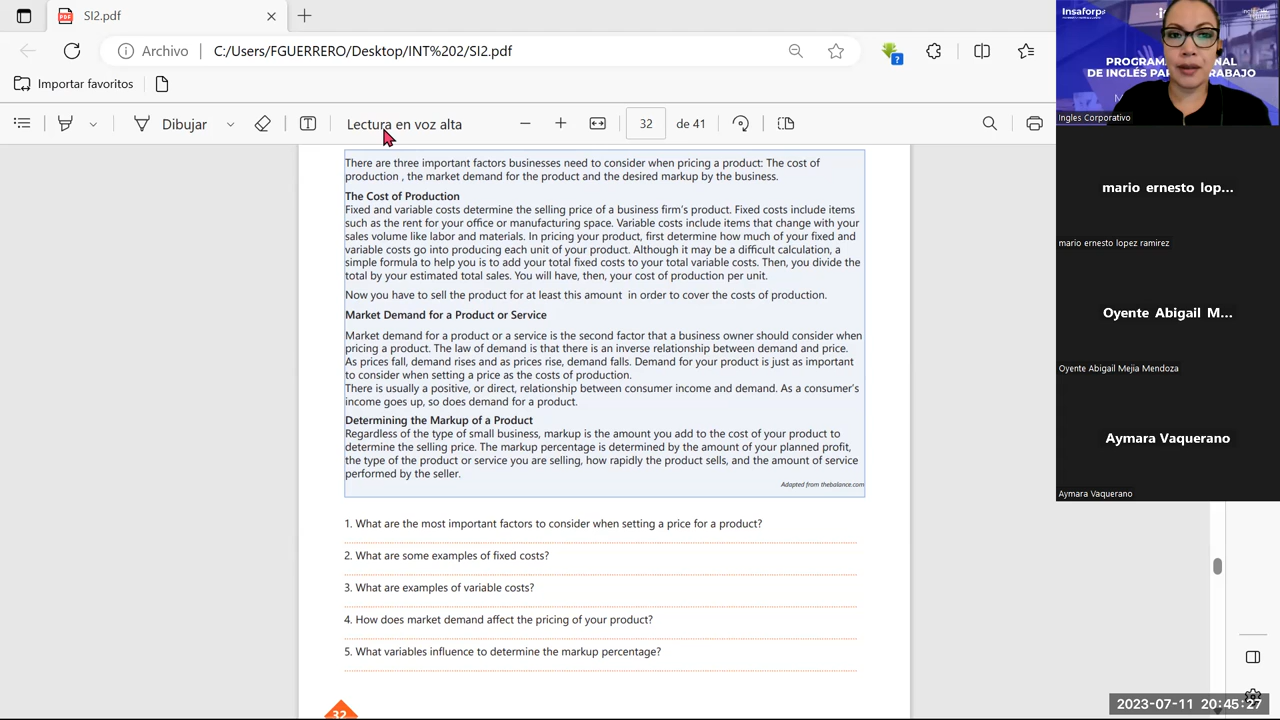 SI2.pdf
Archivo
C:/Users/FGUERRERO/Desktop/INT%202/SI2.pdf
Importar favoritos
Dibujar
Lectura en voz alta
32
de 41
There are three important factors businesses need to consider when pricing a product: The cost of
production , the market demand for the product and the desired markup by the business.
The Cost of Production
Fixed and variable costs determine the selling price of a business firm's product. Fixed costs include items
such as the rent for your office or manufacturing space. Variable costs include items that change with your
sales volume like labor and materials. In pricing your product, first determine how much of your fixed and
variable costs go into producing each unit of your product. Although it may be a difficult calculation, a
simple formula to help you is to add your total fixed costs to your total variable costs. Then, you divide the
total by your estimated total sales. You will have, then, your cost of production per unit.
Now you have to sell the product for at least this amount in order to cover the costs of production.
Market Demand for a Product or Service
Market demand for a product or a service is the second factor that a business owner should consider when
pricing a product. The law of demand is that there is an inverse relationship between demand and price.
As prices fall, demand rises and as prices rise, demand falls. Demand for your product is just as important
to consider when setting a price as the costs of production.
There is usually a positive, or direct, relationship between consumer income and demand. As a consumer's
income goes up, so does demand for a product.
Determining the Markup of a Product
Regardless of the type of small business, markup is the amount you add to the cost of your product to
determine the selling price. The markup percentage is determined by the amount of your planned profit,
the type of the product or service you are selling, how rapidly the product sells, and the amount of service
performed by the seller.
Adapted from thebalance.com
1. What are the most important factors to consider when setting a price for a product?
2. What are some examples of fixed costs?
3. What are examples of variable costs?
4. How does market demand affect the pricing of your product?
5. What variables influence to determine the markup percentage?
32
Insaforp
Ingles Corporativo
mario ernesto lop...
mario ernesto lopez ramirez
Oyente Abigail M...
Oyente Abigail Mejia Mendoza
Aymara Vaquerano
Aymara Vaquerano
2023-07-11 20:45:27